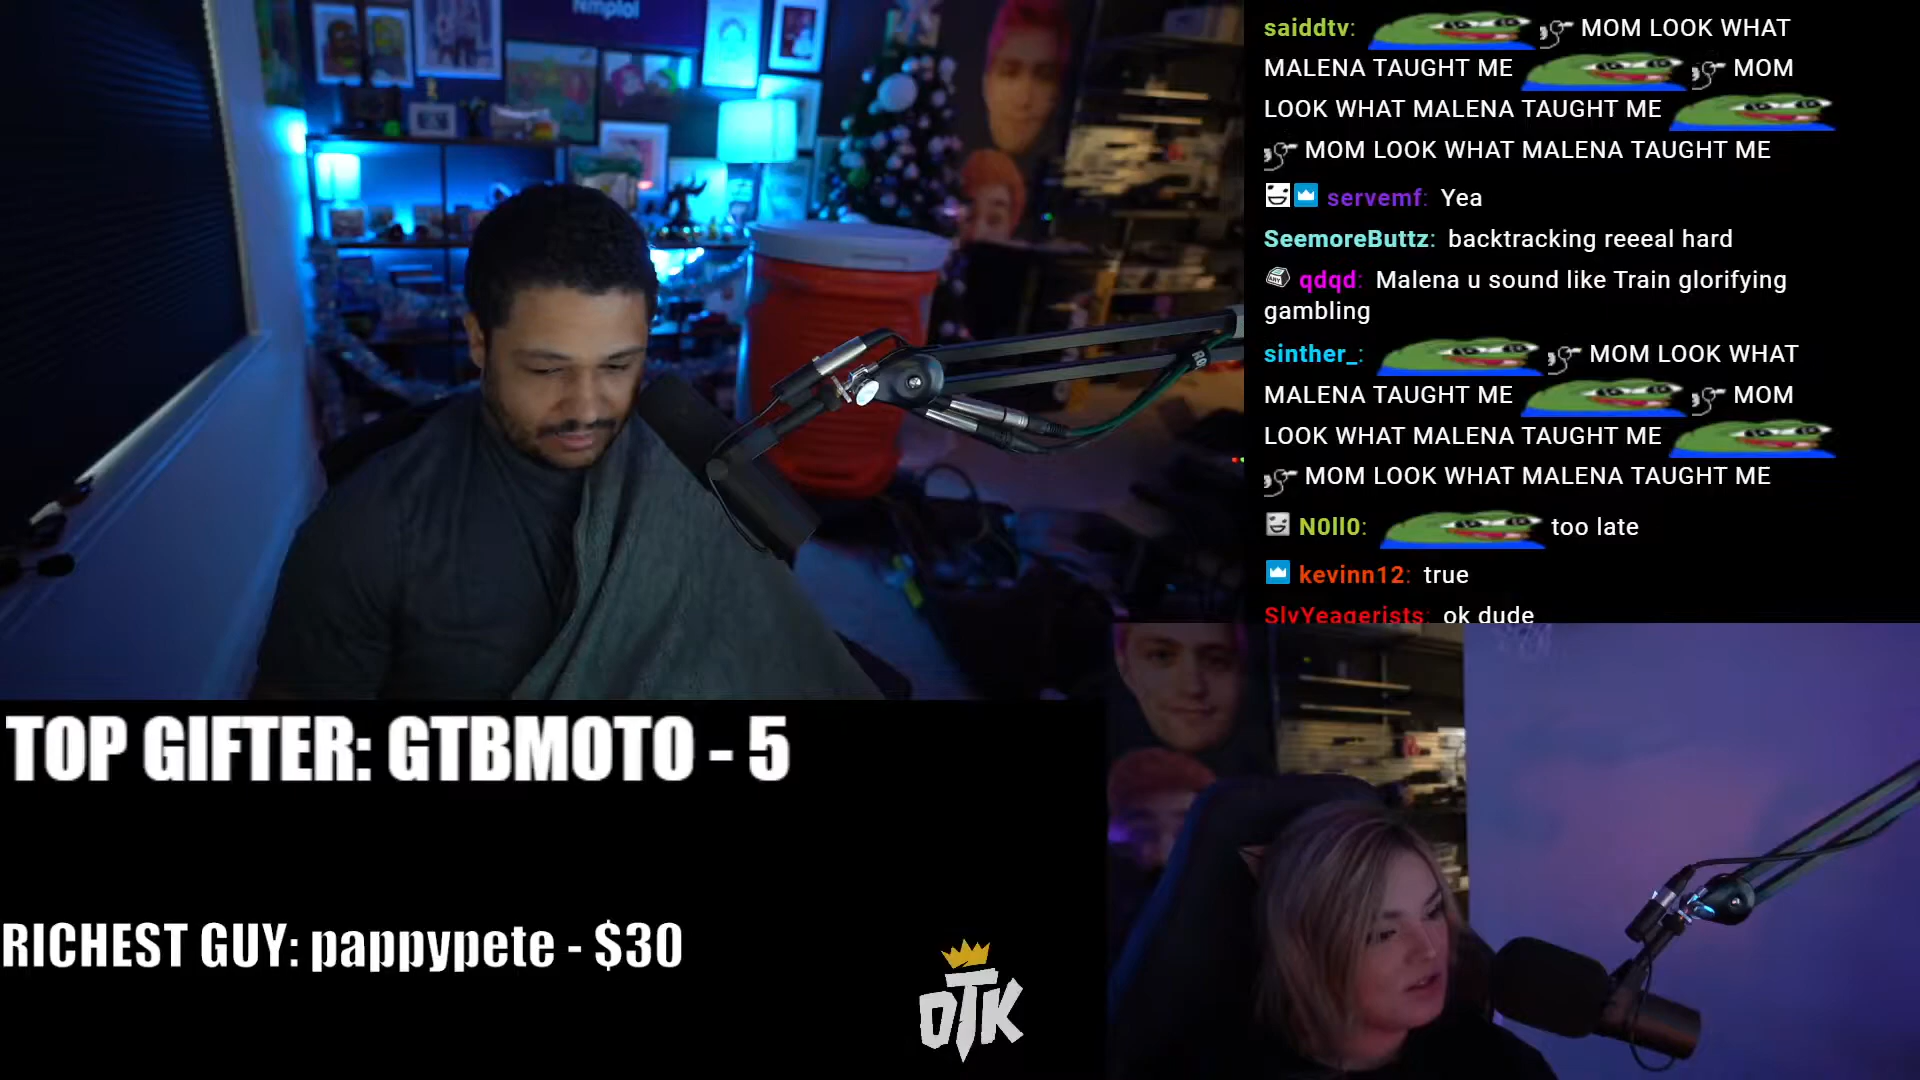 Nmplol
saiddtv: MOM LOOK WHAT
MALENA TAUGHT ME MOM
LOOK WHAT MALENA TAUGHT ME
MOM LOOK WHAT MALENA TAUGHT ME
servemf: Yea
SeemoreButtz: backtracking reeeal hard
qdqd: Malena u sound like Train glorifying
gambling
sinther_: MOM LOOK WHAT
MALENA TAUGHT ME MOM
LOOK WHAT MALENA TAUGHT ME
MOM LOOK WHAT MALENA TAUGHT ME
N0ll0: too late
kevinn12: true
SlyYeagerists: ok dude
TOP GIFTER: GTBMOTO - 5
RICHEST GUY: pappypete - $30
OTK